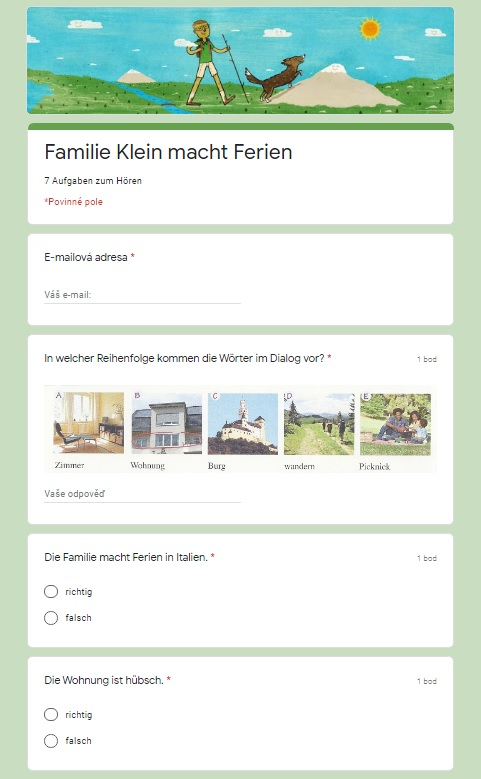 Familie Klein macht Ferien
7 Aufgaben zum Hören
*Povinné pole
E-mailová adresa *
Váš e-mail:
In welcher Reihenfolge kommen die Wörter im Dialog vor? * 1 bod
A B C D E
Zimmer Wohnung Burg wandern Picknick
Vaše odpověď
Die Familie macht Ferien in Italien. * 1 bod
richtig
falsch
Die Wohnung ist hübsch. * 1 bod
richtig
falsch